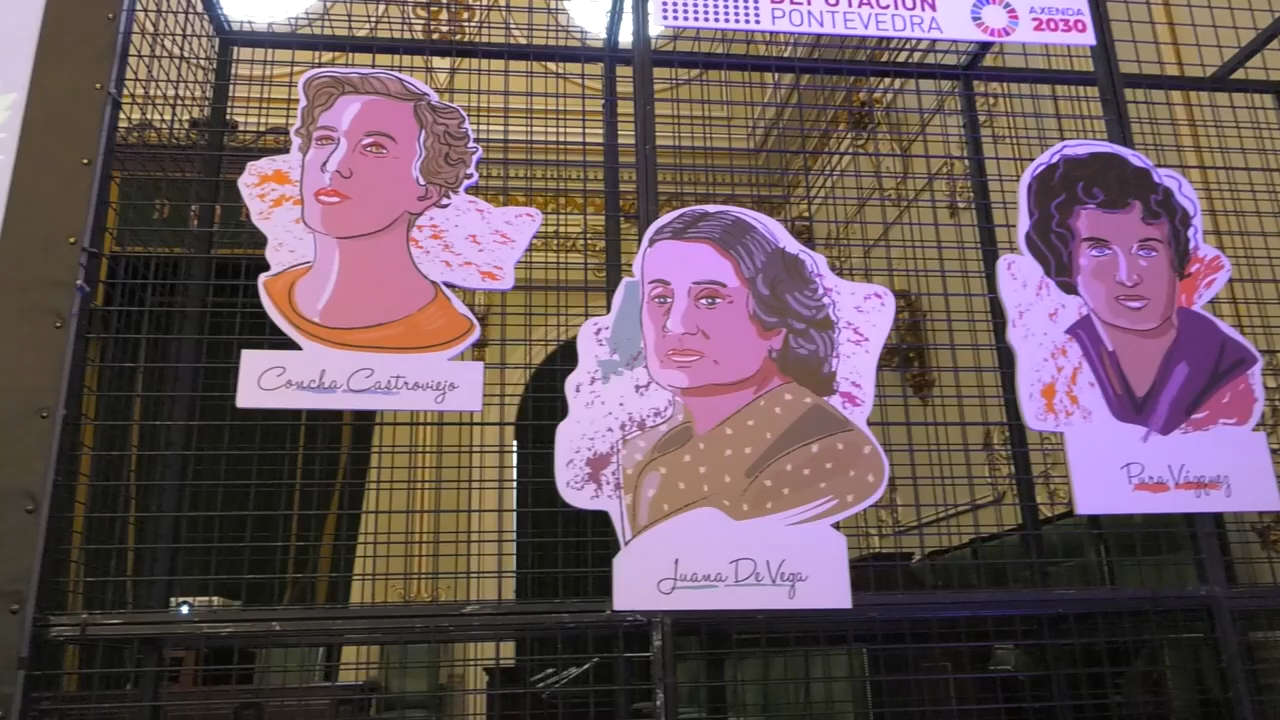 DEPUTACIÓN
PONTEVEDRA
AXENDA
2030
Concha Castroviejo
Juana De Vega
Pura Vázquez